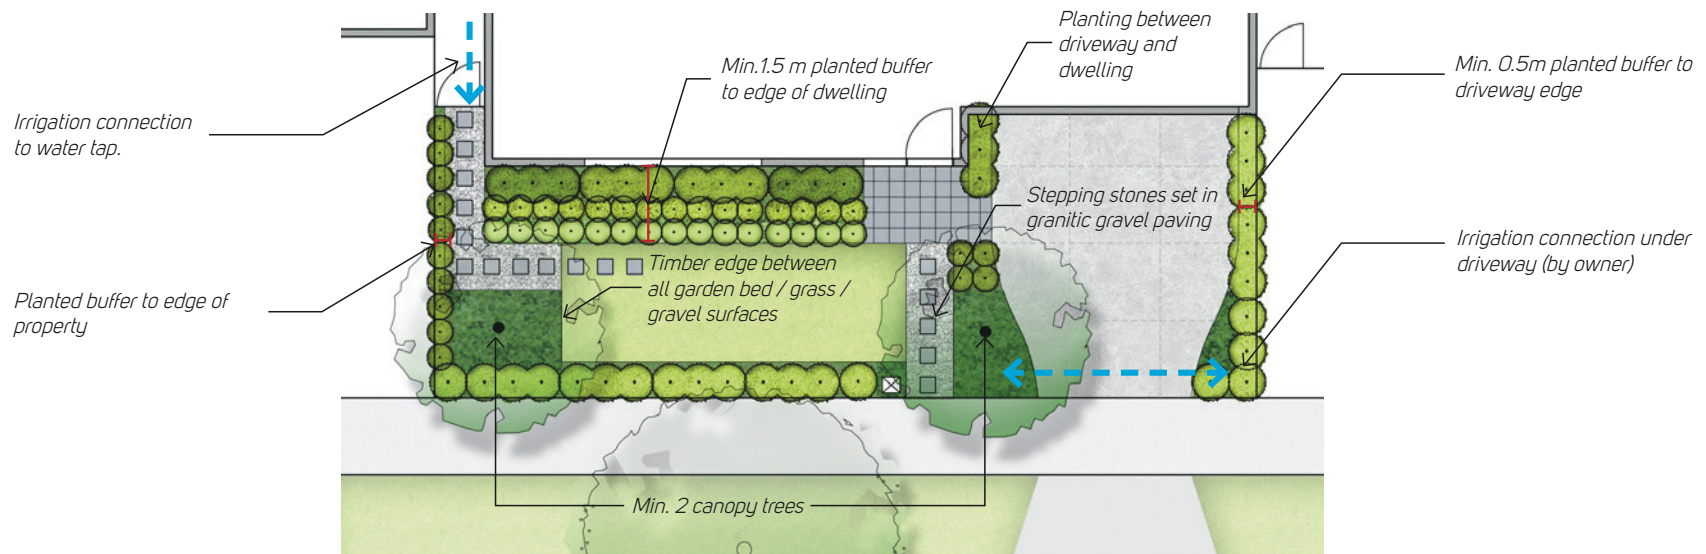 Irrigation connection
to water tap.
Planted buffer to edge of
property
Min.1.5 m planted buffer
to edge of dwelling
Timber edge between
all garden bed / grass /
gravel surfaces
Min. 2 canopy trees
Planting between
driveway and
dwelling
Stepping stones set in
granitic gravel paving
Min. 0.5m planted buffer to
driveway edge
Irrigation connection under
driveway (by owner)